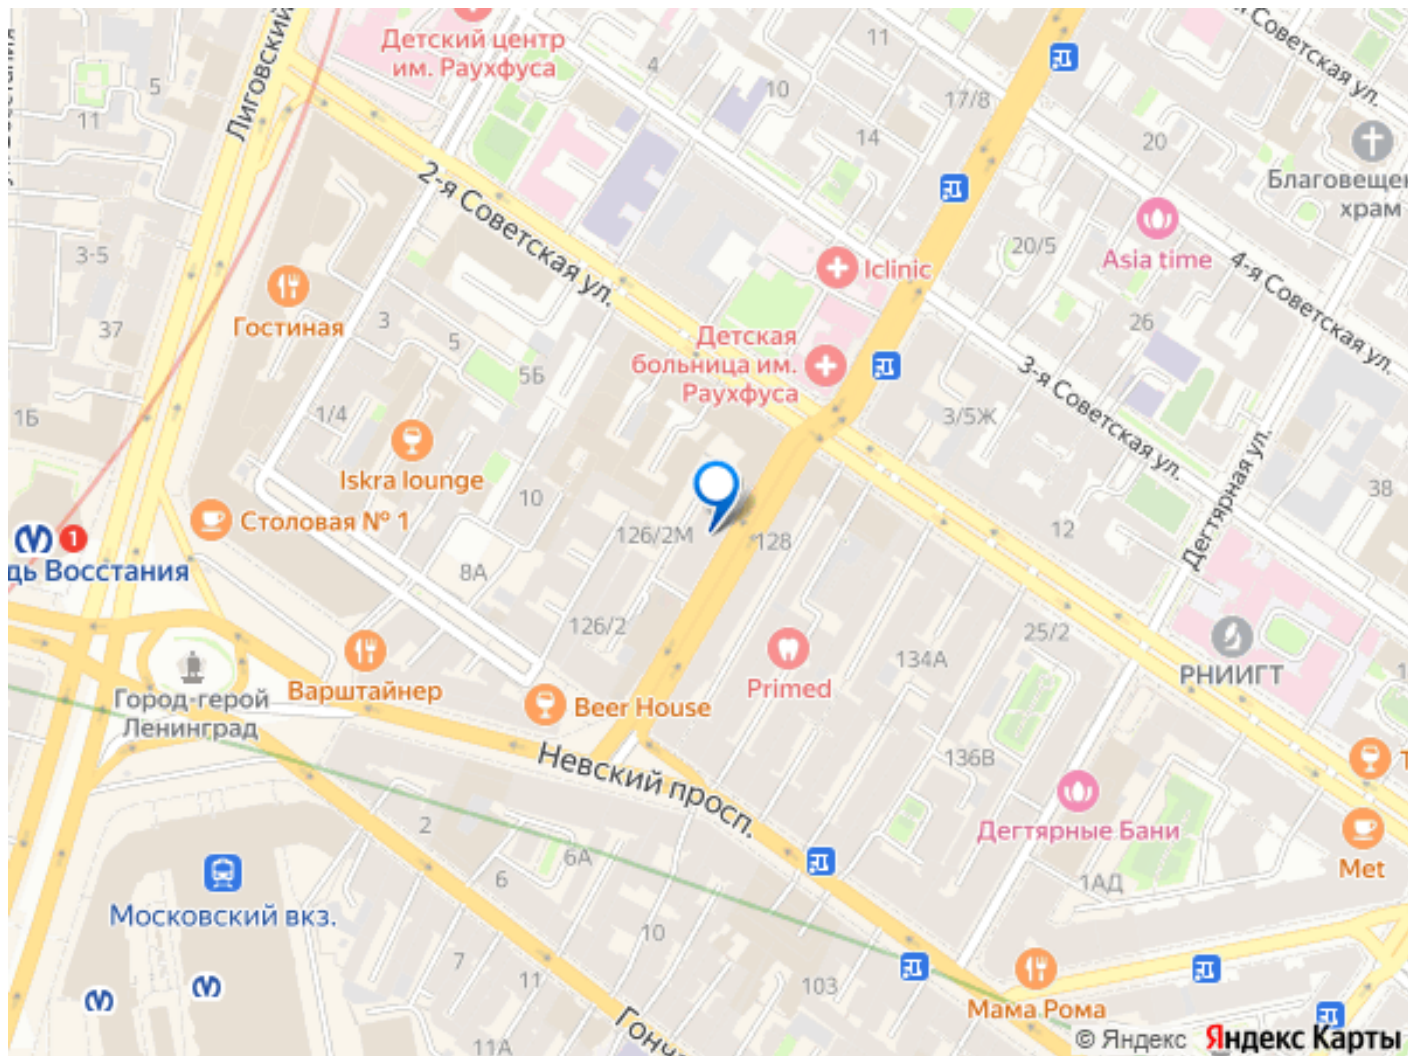 Детский центр
им. Раухфуса
11
я Советская ул.
4
10
17/8
5
11
Лиговский
14
20
Благовещен
храм
2-я Советская ул.
3-5
Iclinic
20/5
Asia time
4-я Советская ул.
Гостиная
37
3
5
26
Детская
больница им.
Раухфуса
5Б
3-я Советская ул.
1Б
1/4
3/5Ж
Iskra lounge
10
38
Столовая № 1
1
дь Восстания
126/2М
128
12
Дегтярная ул.
8А
126/2
25/2
134А
РНИИГТ
Город-герой
Ленинград
Варштайнер
Beer House
Primed
Невский просп.
136В
2
6А
Дегтярные Бани
Met
6
1АД
Московский вкз.
10
7
11
103
Мама Рома
Гонч
11А
© Яндекс
Яндекс Карты